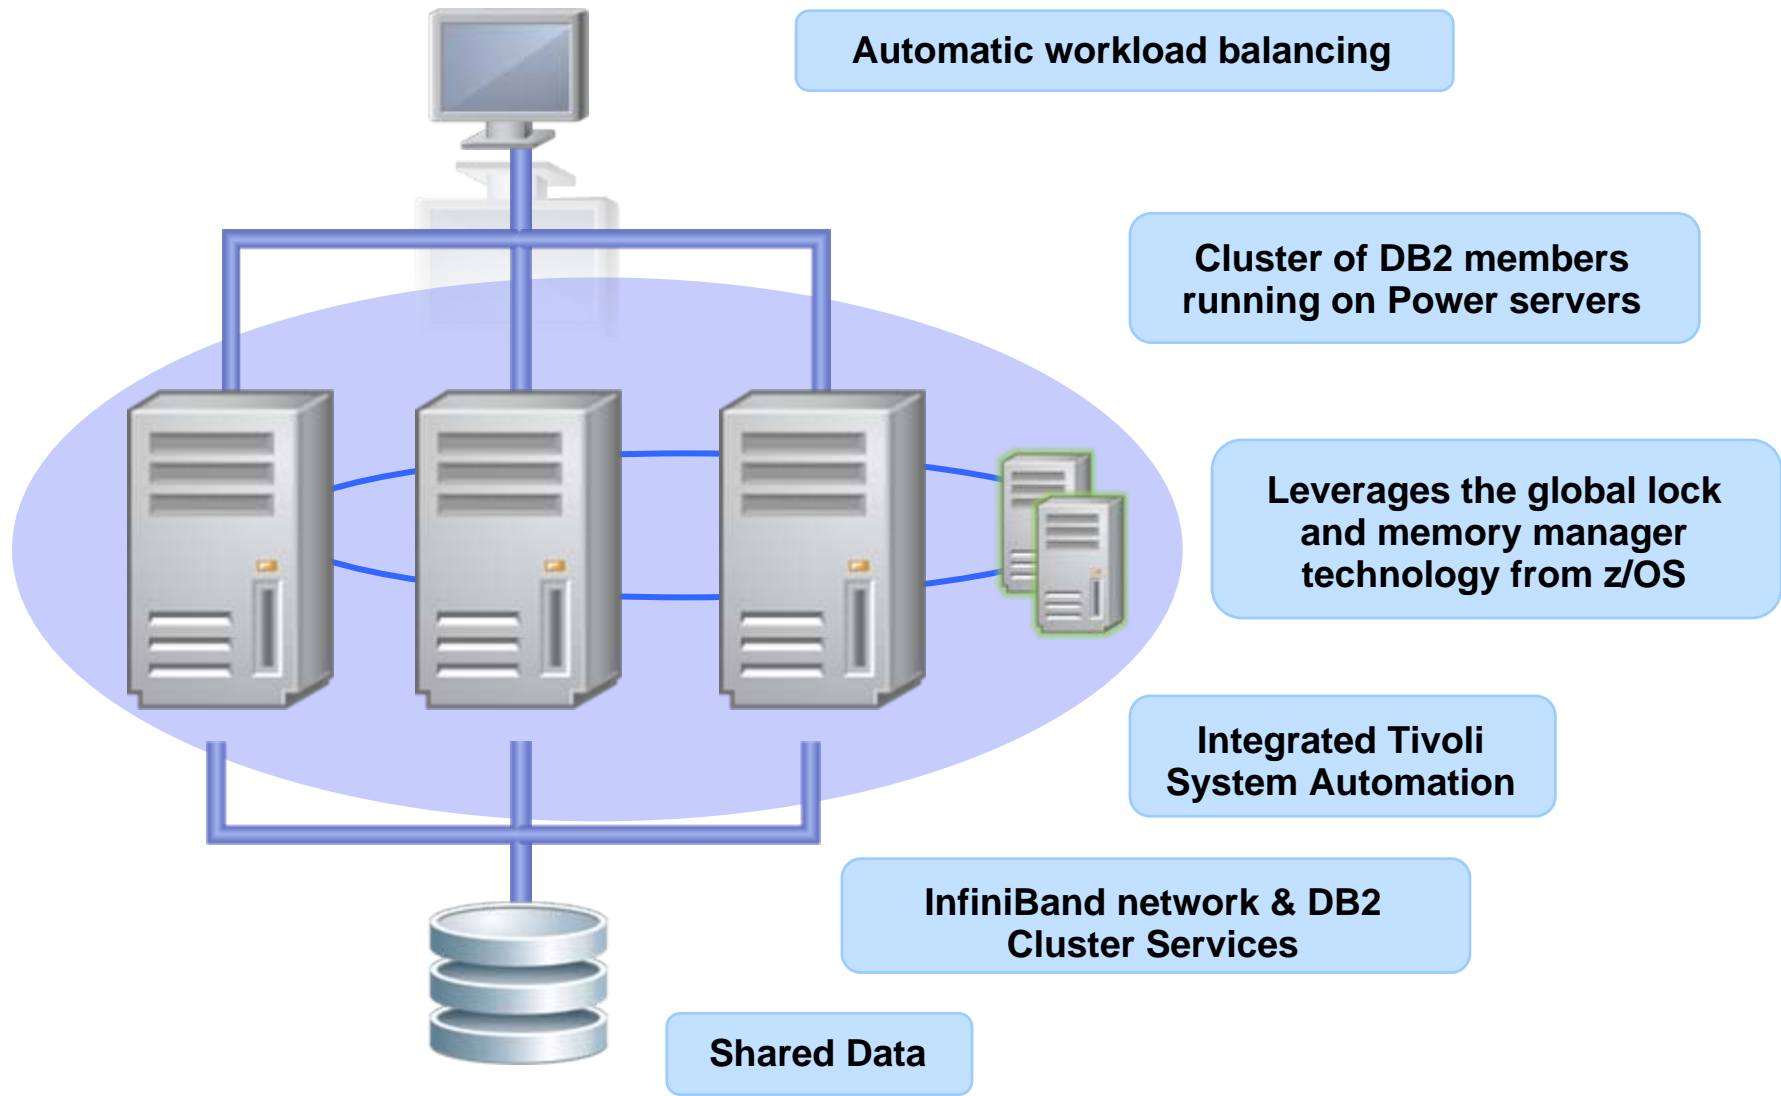 Automatic workload balancing
Cluster of DB2 members
running on Power servers
Leverages the global lock
and memory manager
technology from z/OS
Integrated Tivoli
System Automation
InfiniBand network & DB2
Cluster Services
Shared Data